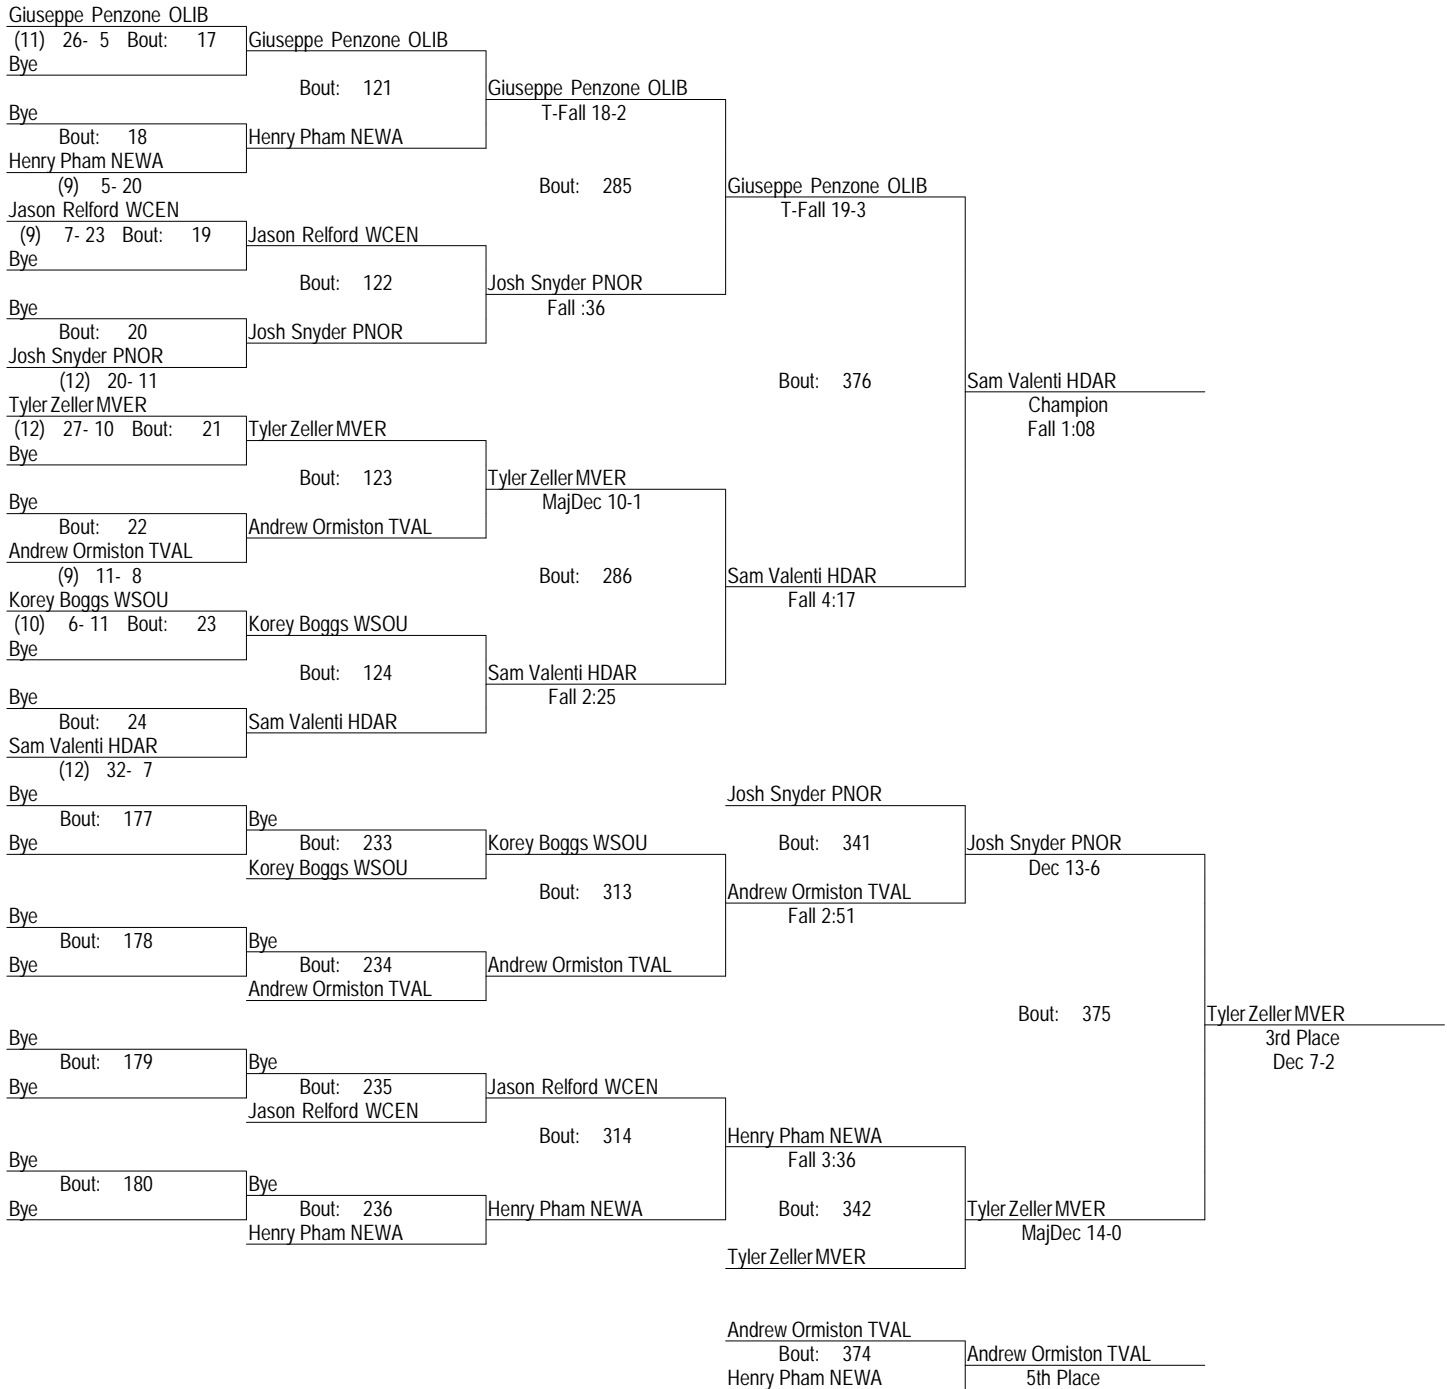 Giuseppe Penzone OLIB
(11) 26- 5 Bout: 17 Giuseppe Penzone OLIB
Bye
Bout: 121 Giuseppe Penzone OLIB
Bye T-Fall 18-2
Bout: 18 Henry Pham NEWA
Henry Pham NEWA
(9) 5- 20 Bout: 285 Giuseppe Penzone OLIB
Jason Relford WCEN T-Fall 19-3
(9) 7- 23 Bout: 19 Jason Relford WCEN
Bye
Bout: 122 Josh Snyder PNOR
Bye Fall :36
Bout: 20 Josh Snyder PNOR
Josh Snyder PNOR
(12) 20- 11 Bout: 376 Sam Valenti HDAR
Tyler Zeller MVER Champion
(12) 27- 10 Bout: 21 Tyler Zeller MVER Fall 1:08
Bye
Bout: 123 Tyler Zeller MVER
Bye MajDec 10-1
Bout: 22 Andrew Ormiston TVAL
Andrew Ormiston TVAL
(9) 11- 8 Bout: 286 Sam Valenti HDAR
Korey Boggs WSOU Fall 4:17
(10) 6- 11 Bout: 23 Korey Boggs WSOU
Bye
Bout: 124 Sam Valenti HDAR
Bye Fall 2:25
Bout: 24 Sam Valenti HDAR
Sam Valenti HDAR
(12) 32- 7
Bye Josh Snyder PNOR
Bout: 177 Bye
Bye Bout: 233 Korey Boggs WSOU Bout: 341 Josh Snyder PNOR
Korey Boggs WSOU Dec 13-6
Bout: 313 Andrew Ormiston TVAL
Bye Fall 2:51
Bout: 178 Bye
Bye Bout: 234 Andrew Ormiston TVAL
Andrew Ormiston TVAL
Bout: 375 Tyler Zeller MVER
Bye 3rd Place
Bout: 179 Bye Dec 7-2
Bye Bout: 235 Jason Relford WCEN
Jason Relford WCEN
Bout: 314 Henry Pham NEWA
Bye Fall 3:36
Bout: 180 Bye
Bye Bout: 236 Henry Pham NEWA Bout: 342 Tyler Zeller MVER
Henry Pham NEWA MajDec 14-0
Tyler Zeller MVER
Andrew Ormiston TVAL
Bout: 374 Andrew Ormiston TVAL
Henry Pham NEWA 5th Place